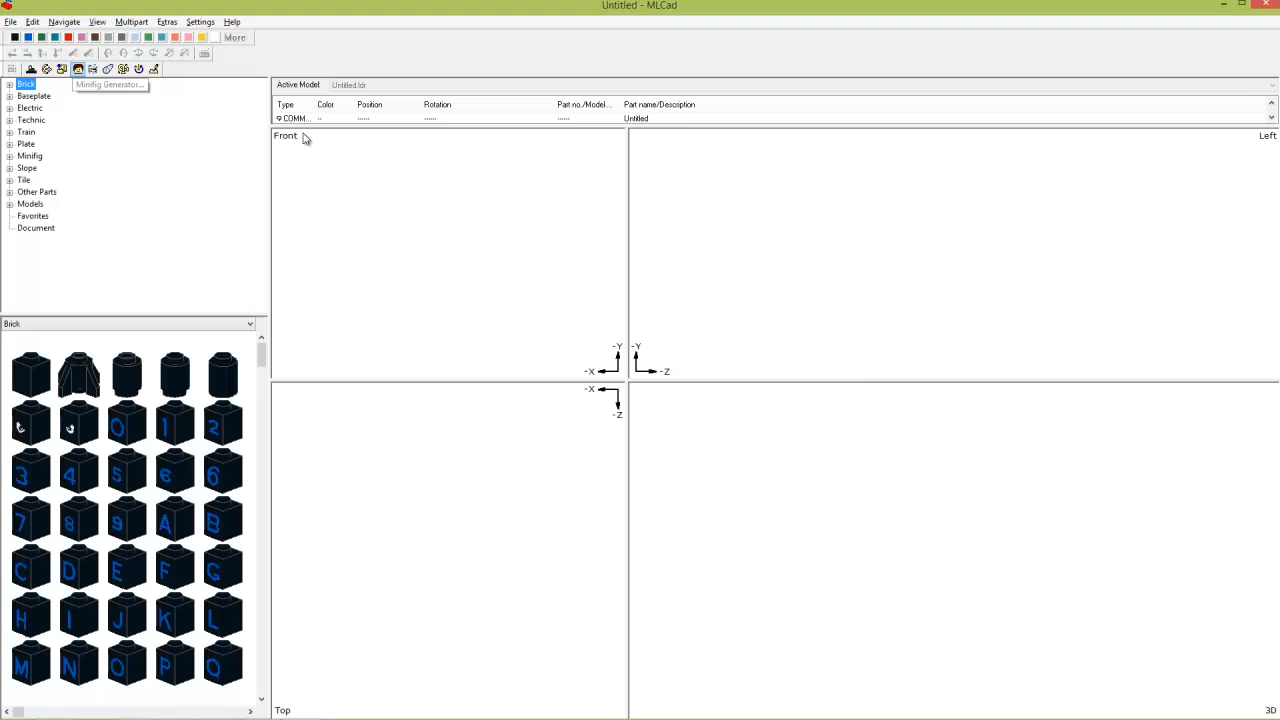 Untitled - MLCad
File Edit Navigate View Multipart Extras Settings Help
More
Minifig Generator...
Brick
Baseplate
Electric
Technic
Train
Plate
Minifig
Slope
Tile
Other Parts
Models
Favorites
Document
Brick
0 1 2
3 4 5 6 6
7 8 9 A B
C D E F G
H I J K L
M N O P Q
Active Model Untitled.ldr
Type Color Position Rotation Part no./Model ... Part name/Description
COMM... -- ------ ------ ------ Untitled
Front
Left
-Y
-X
-Y
-Z
-X
-Z
Top
3D